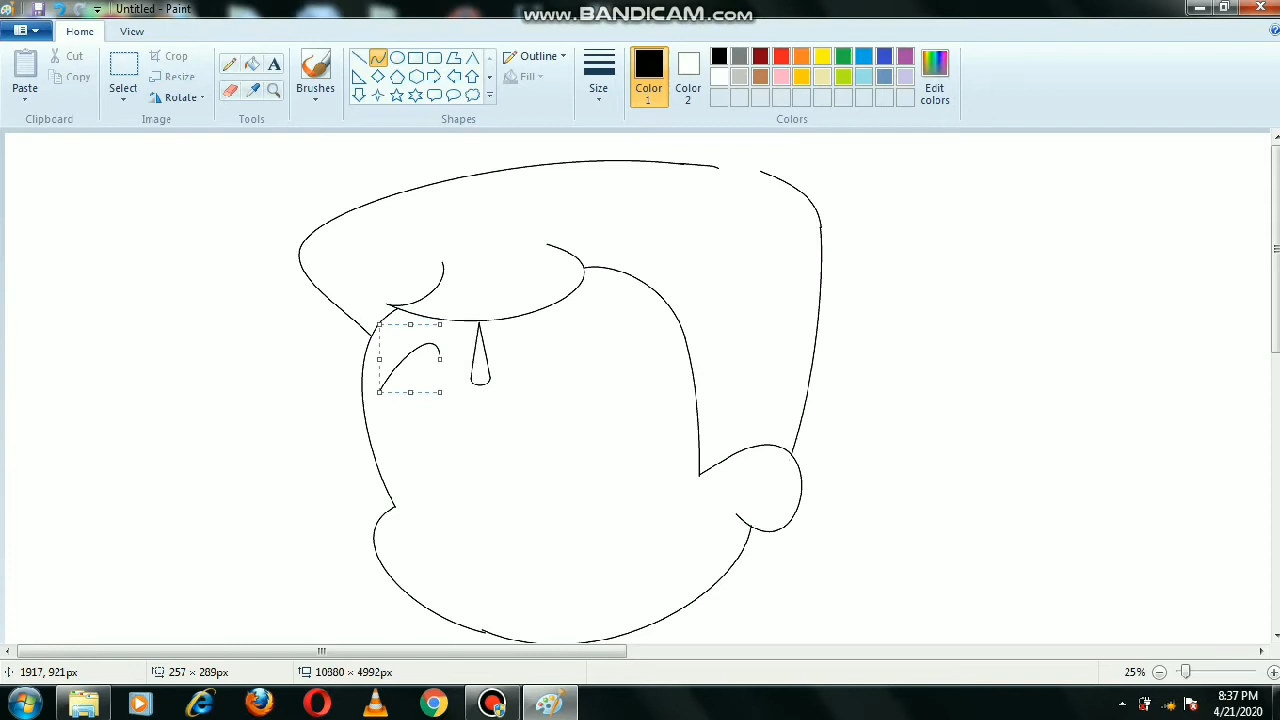 Untitled - Paint
www.BANDICAM.com
Home View
Paste
Cut
Copy
Clipboard
Select
Crop
Resize
Rotate
Image
Tools
Brushes
Outline
Fill
Shapes
Size
Color 1
Color 2
Edit colors
Colors
1917, 921px
257 × 289px
10880 × 4992px
25%
8:37 PM
4/21/2020